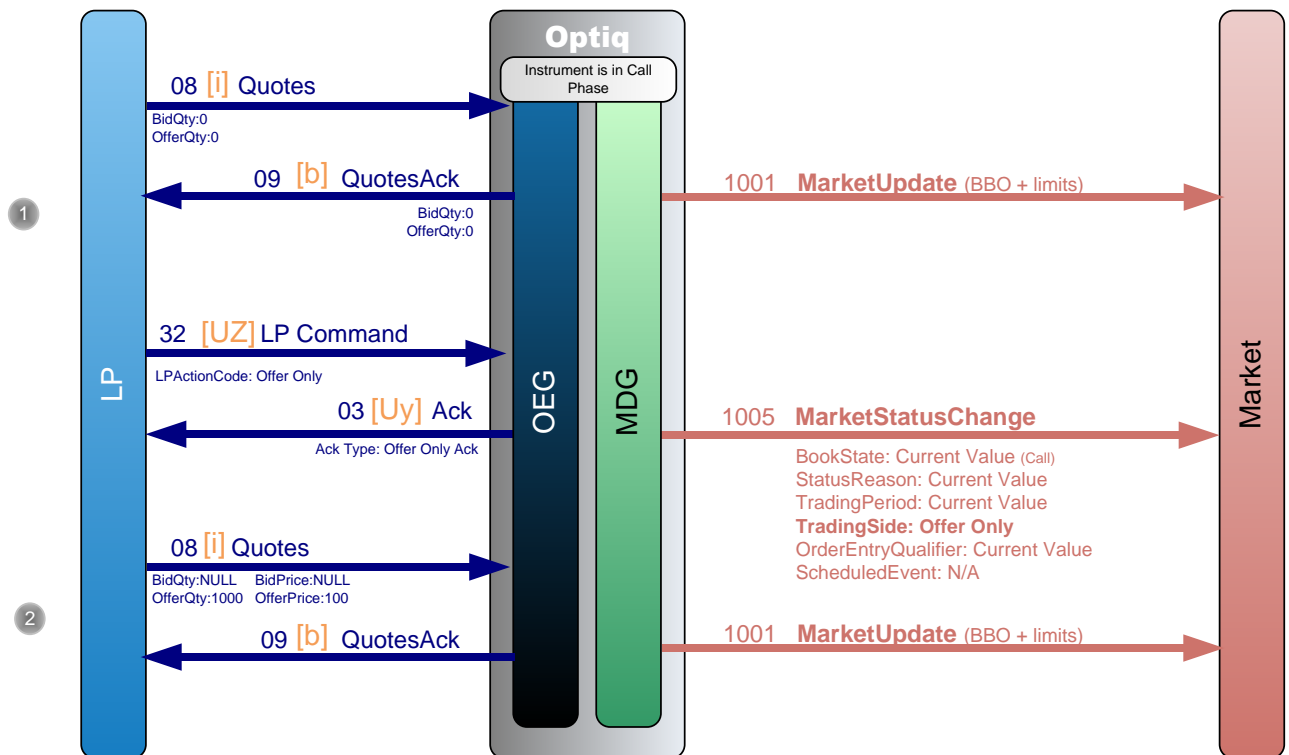 Optiq
Instrument is in Call
Phase
08 [i] Quotes
BidQty:0
OfferQty:0
09 [b] QuotesAck
BidQty:0
OfferQty:0
1001 MarketUpdate (BBO + limits)
1
32 [UZ] LP Command
LPActionCode: Offer Only
LP
OEG
MDG
Market
03 [Uy] Ack
Ack Type: Offer Only Ack
1005 MarketStatusChange
BookState: Current Value (Call)
StatusReason: Current Value
TradingPeriod: Current Value
TradingSide: Offer Only
OrderEntryQualifier: Current Value
ScheduledEvent: N/A
08 [i] Quotes
BidQty:NULL BidPrice:NULL
OfferQty:1000 OfferPrice:100
2
09 [b] QuotesAck
1001 MarketUpdate (BBO + limits)